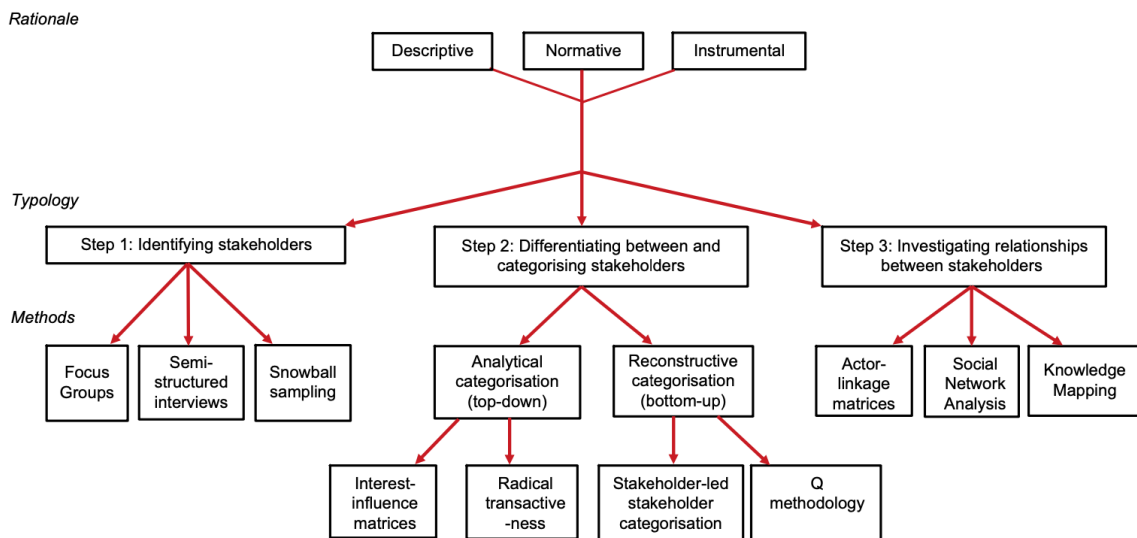 Rationale
Descriptive
Normative
Instrumental
Typology
Step 1: Identifying stakeholders
Step 2: Differentiating between and
categorising stakeholders
Step 3: Investigating relationships
between stakeholders
Methods
Focus
Groups
Semi-
structured
interviews
Snowball
sampling
Analytical
categorisation
(top-down)
Reconstructive
categorisation
(bottom-up)
Actor-
linkage
matrices
Social
Network
Analysis
Knowledge
Mapping
Interest-
influence
matrices
Radical
transactive
-ness
Stakeholder-led
stakeholder
categorisation
Q
methodology